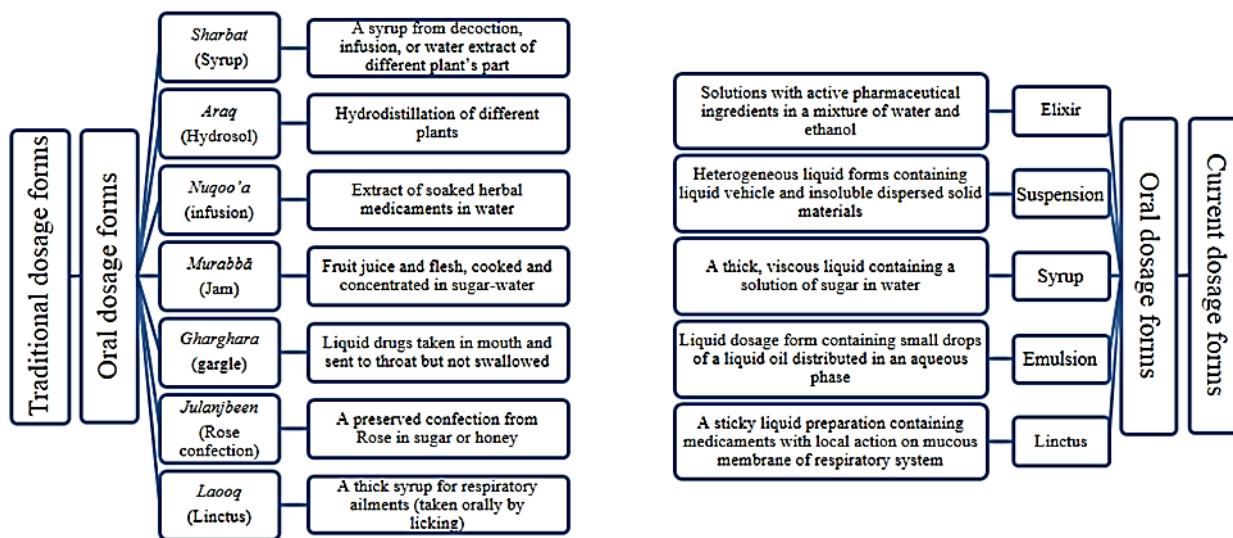 Traditional dosage forms
Oral dosage forms
Sharbat
(Syrup)
A syrup from decoction,
infusion, or water extract of
different plant's part
Araq
(Hydrosol)
Hydrodistillation of different
plants
Nuqoo'a
(infusion)
Extract of soaked herbal
medicaments in water
Murabbā
(Jam)
Fruit juice and flesh, cooked and
concentrated in sugar-water
Gharghara
(gargle)
Liquid drugs taken in mouth and
sent to throat but not swallowed
Julanjbeen
(Rose
confection)
A preserved confection from
Rose in sugar or honey
Laooq
(Linctus)
A thick syrup for respiratory
ailments (taken orally by
licking)
Solutions with active pharmaceutical
ingredients in a mixture of water and
ethanol
Elixir
Heterogeneous liquid forms containing
liquid vehicle and insoluble dispersed solid
materials
Suspension
A thick, viscous liquid containing a
solution of sugar in water
Syrup
Liquid dosage form containing small drops
of a liquid oil distributed in an aqueous
phase
Emulsion
A sticky liquid preparation containing
medicaments with local action on mucous
membrane of respiratory system
Linctus
Oral dosage forms
Current dosage forms